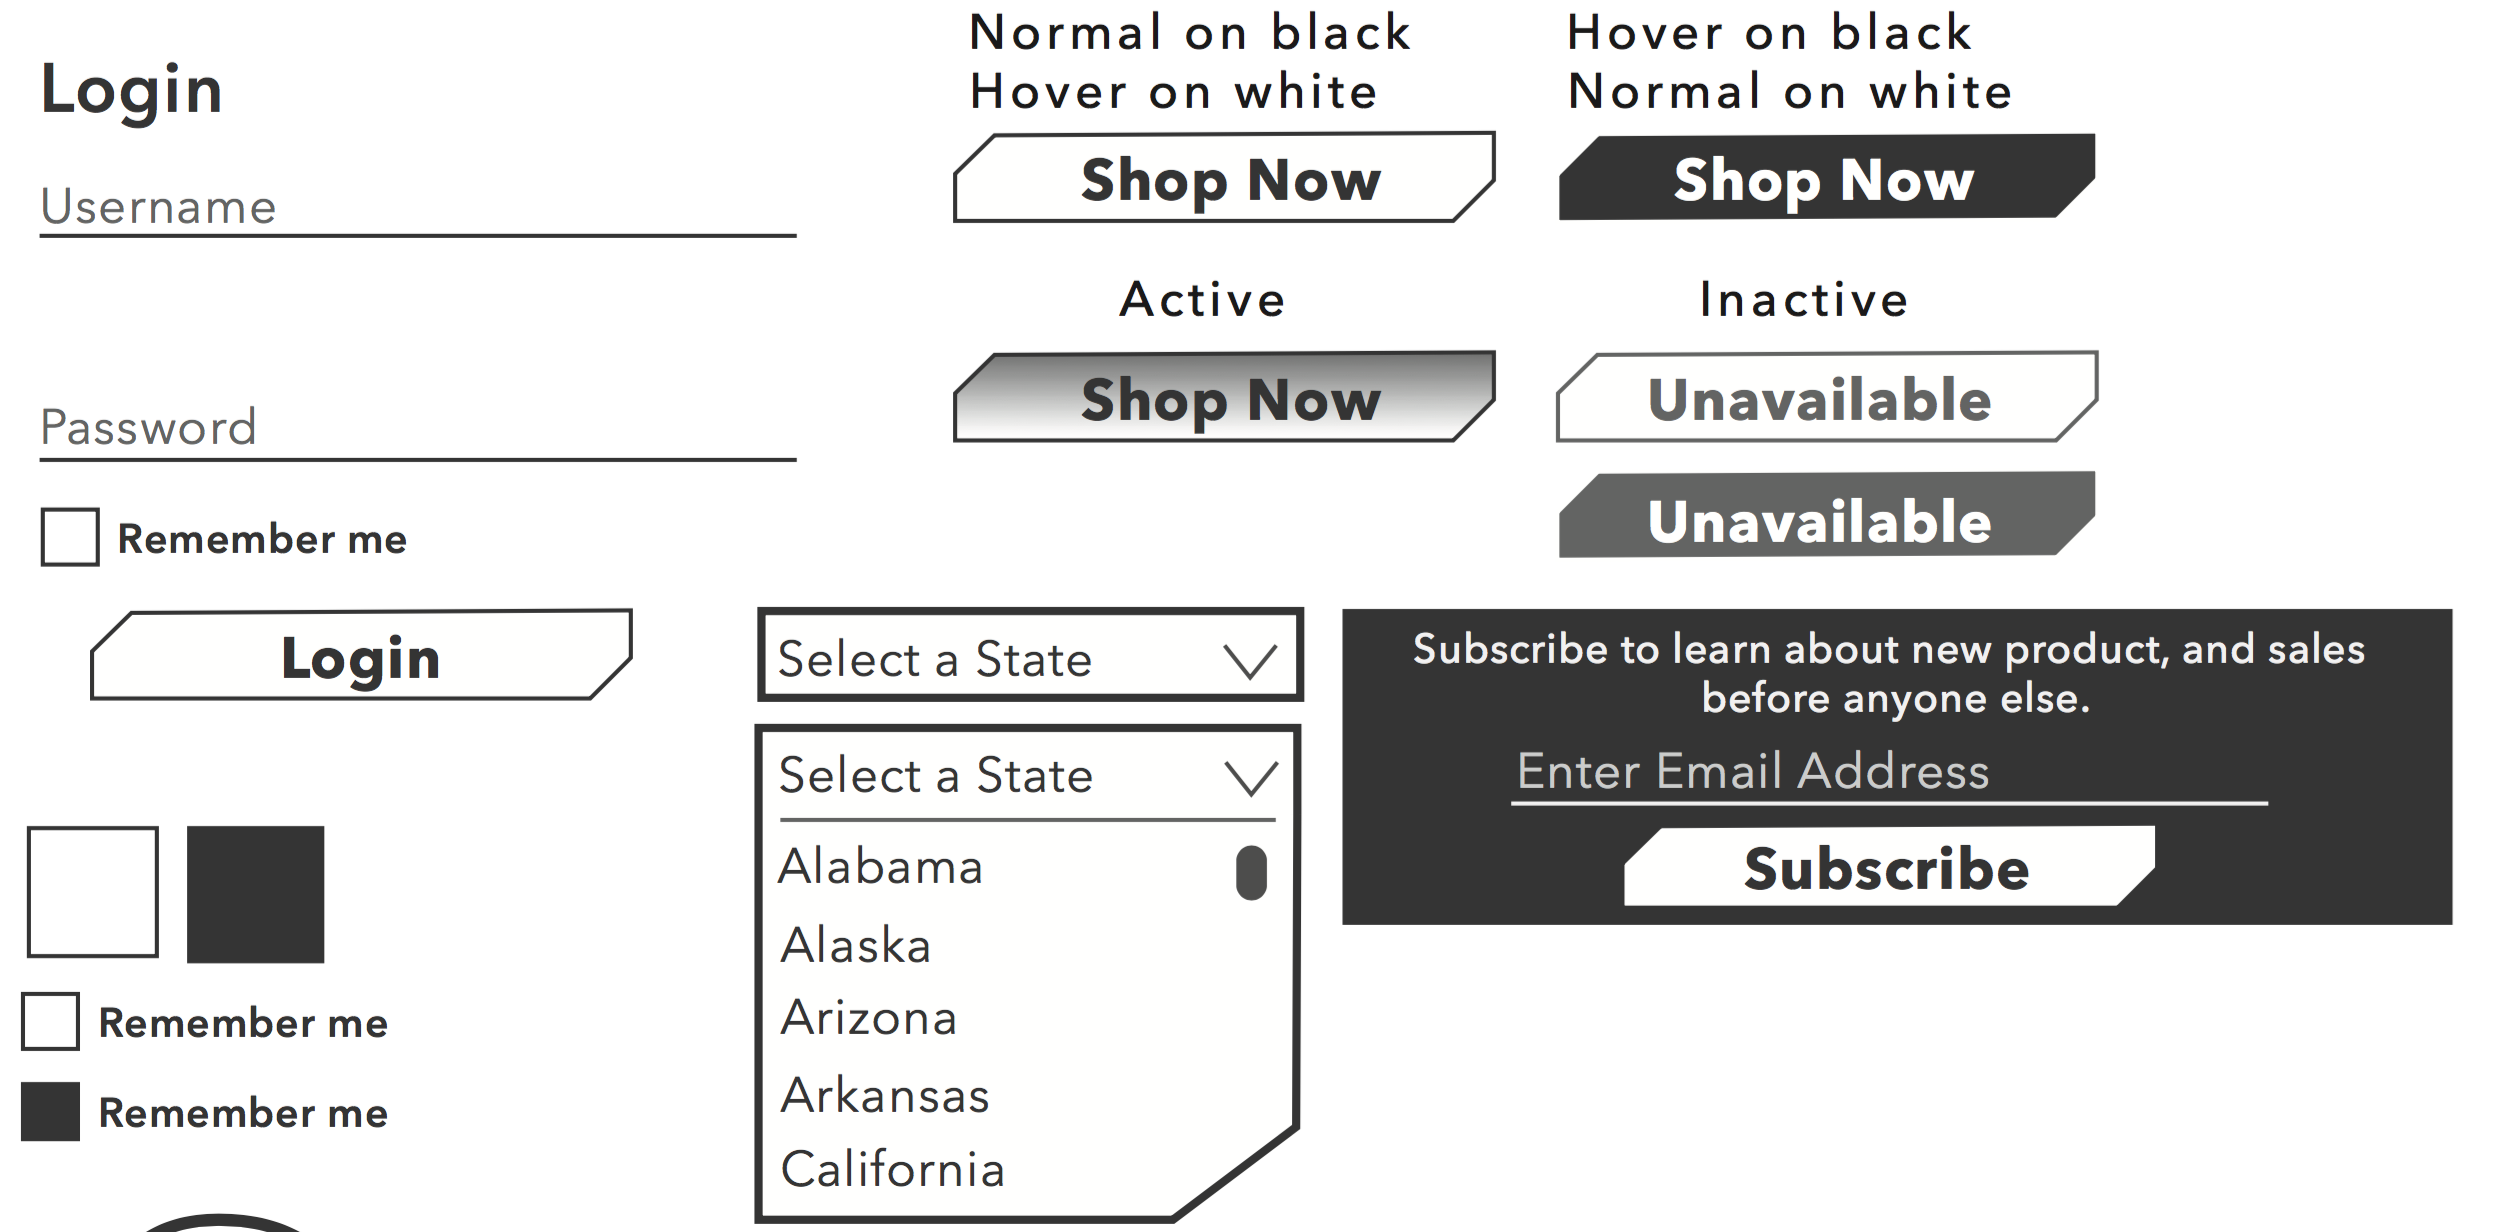 Login
Username
Password
Remember me
Login
Remember me
Remember me
Normal on black
Hover on white
Shop Now
Hover on black
Normal on white
Shop Now
Active
Shop Now
Inactive
Unavailable
Unavailable
Select a State
Select a State
Alabama
Alaska
Arizona
Arkansas
California
Subscribe to learn about new product, and sales
before anyone else.
Enter Email Address
Subscribe